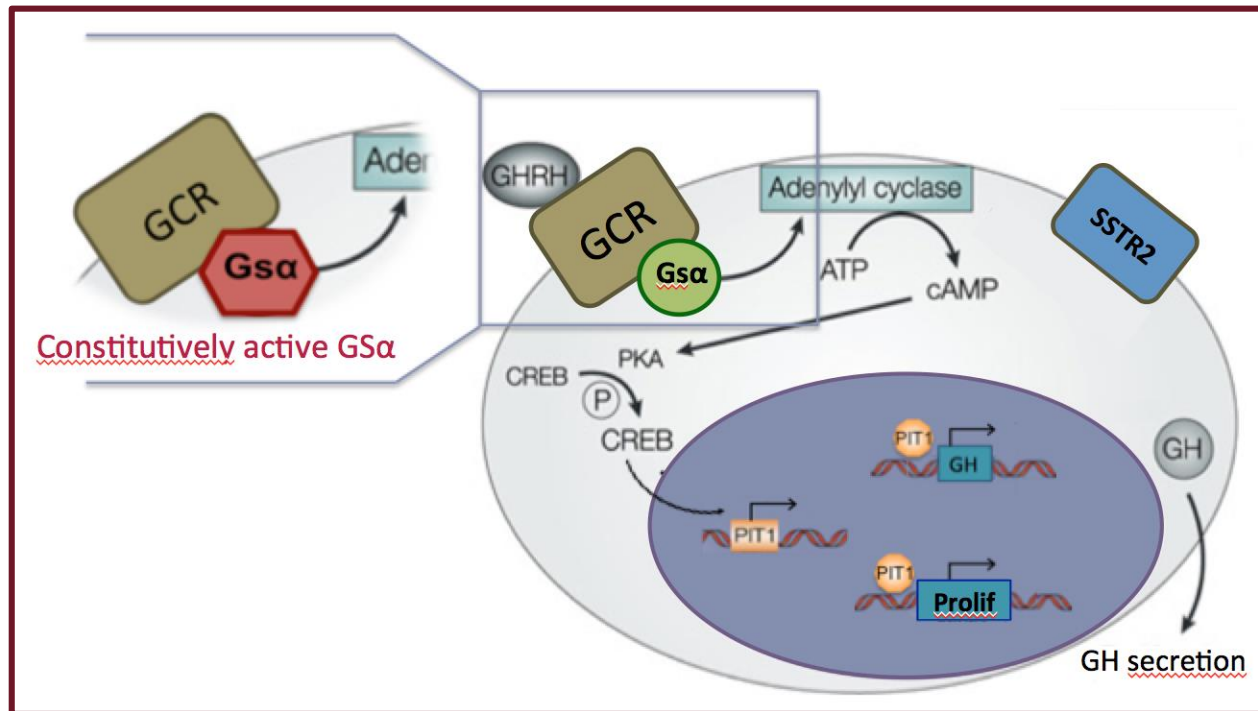 GCR
Aden
Gsα
Constitutively active GSα
GHRH
GCR
Gsα
Adenylyl cyclase
ATP
cAMP
SSTR2
PKA
CREB
P
CREB
PIT1
PIT1
GH
PIT1
Prolif
GH
GH secretion